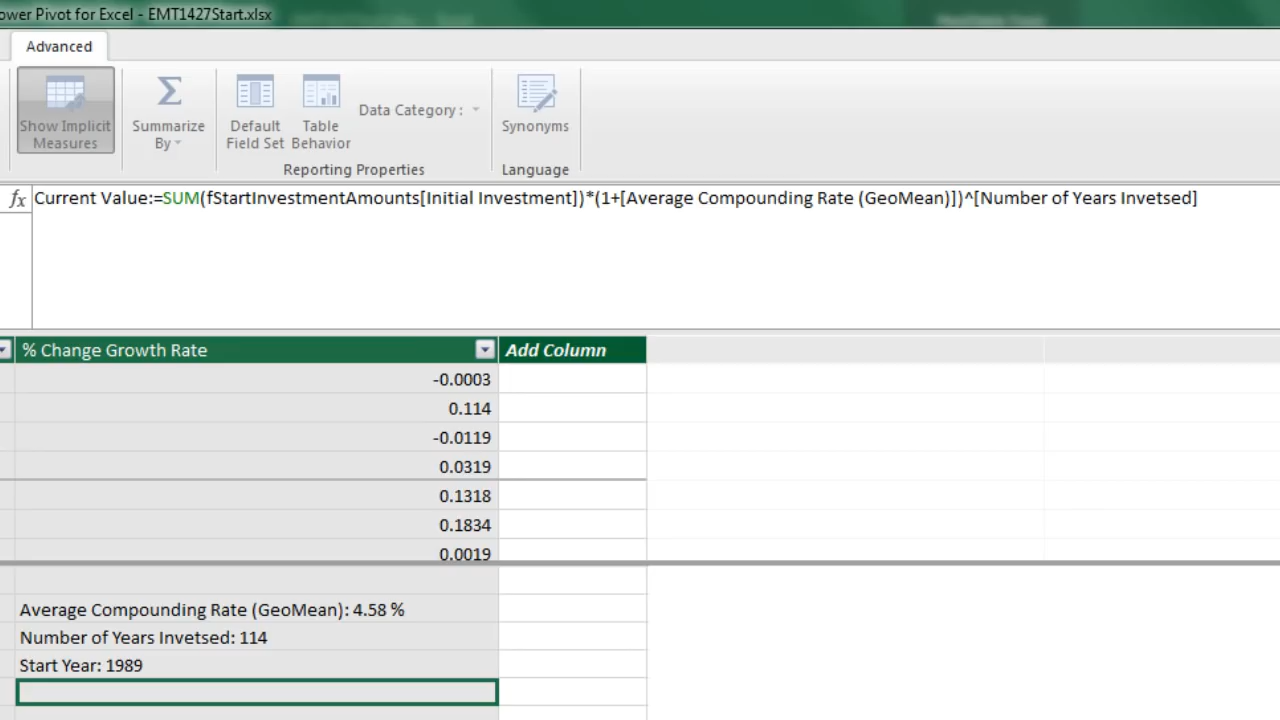 ower Pivot for Excel - EMT1427Start.xlsx
Advanced
Show Implicit
Measures
Summarize
By
Default
Field Set
Table
Behavior
Data Category :
Synonyms
Reporting Properties
Language
fx
Current Value:=SUM(fStartInvestmentAmounts[Initial Investment])*(1+[Average Compounding Rate (GeoMean)])^[Number of Years Invetsed]
% Change Growth Rate
Add Column
-0.0003
0.114
-0.0119
0.0319
0.1318
0.1834
0.0019
Average Compounding Rate (GeoMean): 4.58 %
Number of Years Invetsed: 114
Start Year: 1989